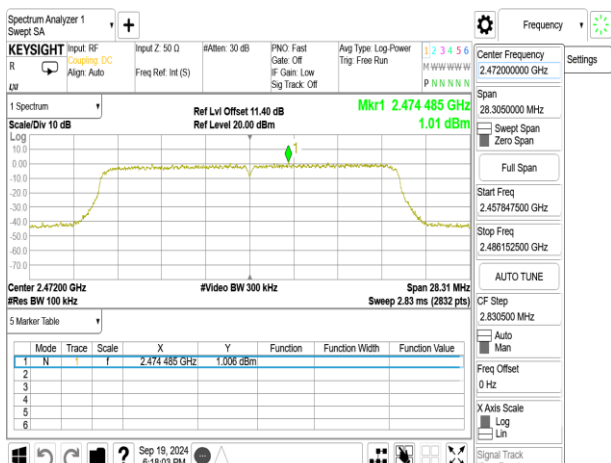 Spectrum Analyzer 1
Swept SA
Frequency
KEYSIGHT
R
LXI
Input: RF
Coupling: DC
Align: Auto
Input Z: 50 Ω
Freq Ref: Int (S)
#Atten: 30 dB
PNO: Fast
Gate: Off
IF Gain: Low
Sig Track: Off
Avg Type: Log-Power
Trig: Free Run
1 2 3 4 5 6
M W W W W W
P N N N N N
Settings
Center Frequency
2.472000000 GHz
Span
28.3050000 MHz
Swept Span
Zero Span
Full Span
Start Freq
2.457847500 GHz
Stop Freq
2.486152500 GHz
AUTO TUNE
CF Step
2.830500 MHz
Auto
Man
Freq Offset
0 Hz
X Axis Scale
Log
Lin
Signal Track
1 Spectrum
Scale/Div 10 dB
Ref Lvl Offset 11.40 dB
Ref Level 20.00 dBm
Mkr1 2.474 485 GHz
1.01 dBm
Log
10.0
0.00
-10.0
-20.0
-30.0
-40.0
-50.0
-60.0
-70.0
1
Center 2.47200 GHz
#Res BW 100 kHz
#Video BW 300 kHz
Span 28.31 MHz
Sweep 2.83 ms (2832 pts)
5 Marker Table
Mode Trace Scale X Y Function Function Width Function Value
1 N 1 f 2.474 485 GHz 1.006 dBm
2
3
4
5
6
?
Sep 19, 2024
6:18:03 PM